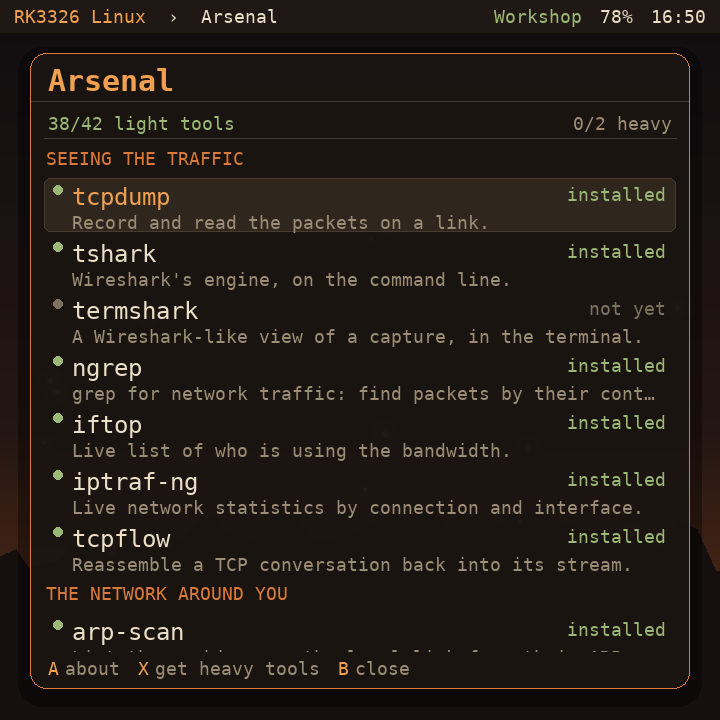 RK3326 Linux › Arsenal Workshop 78% 16:50
Arsenal
38/42 light tools 0/2 heavy
SEEING THE TRAFFIC
tcpdump installed
Record and read the packets on a link.
tshark installed
Wireshark's engine, on the command line.
termshark not yet
A Wireshark-like view of a capture, in the terminal.
ngrep installed
grep for network traffic: find packets by their cont…
iftop installed
Live list of who is using the bandwidth.
iptraf-ng installed
Live network statistics by connection and interface.
tcpflow installed
Reassemble a TCP conversation back into its stream.
THE NETWORK AROUND YOU
arp-scan installed
A about X get heavy tools B close